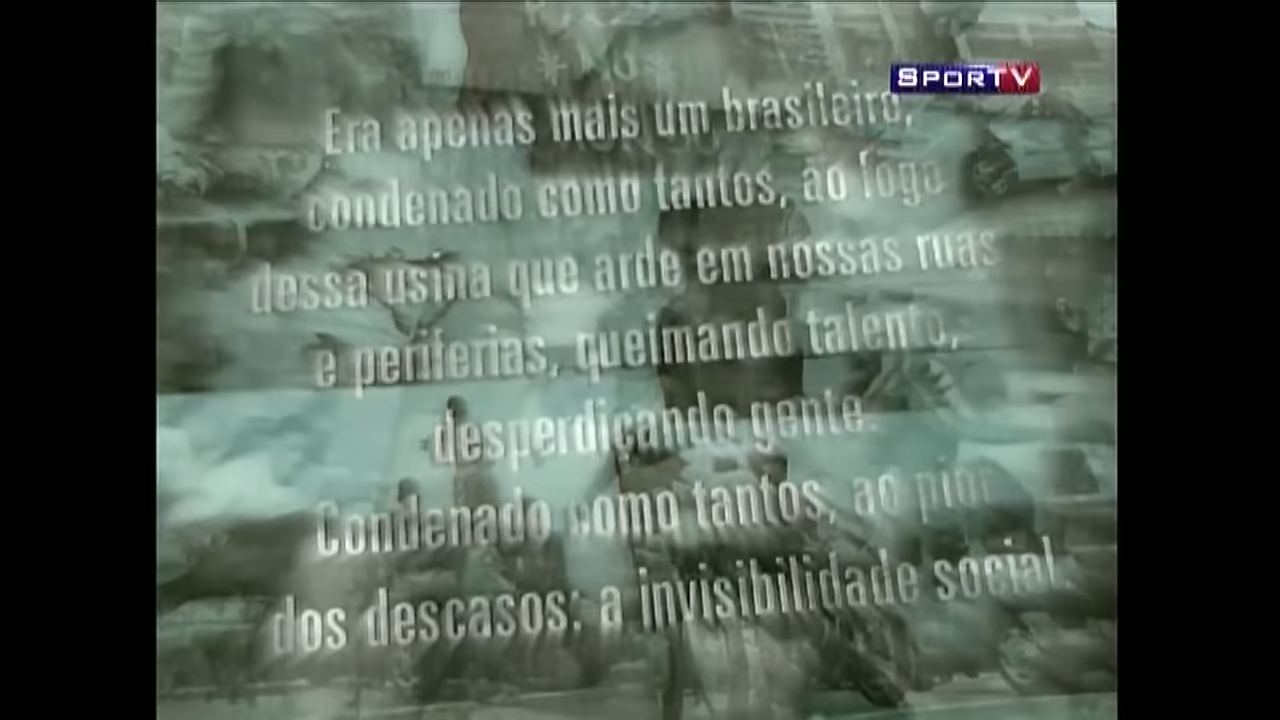 SPORTV
Era apenas mais um brasileiro,
condenado como tantos, ao fogo
dessa usina que arde em nossas ruas
e periferias, queimando talento,
desperdiçando gente.
Condenado como tantos, ao pior
dos descasos: a invisibilidade social.